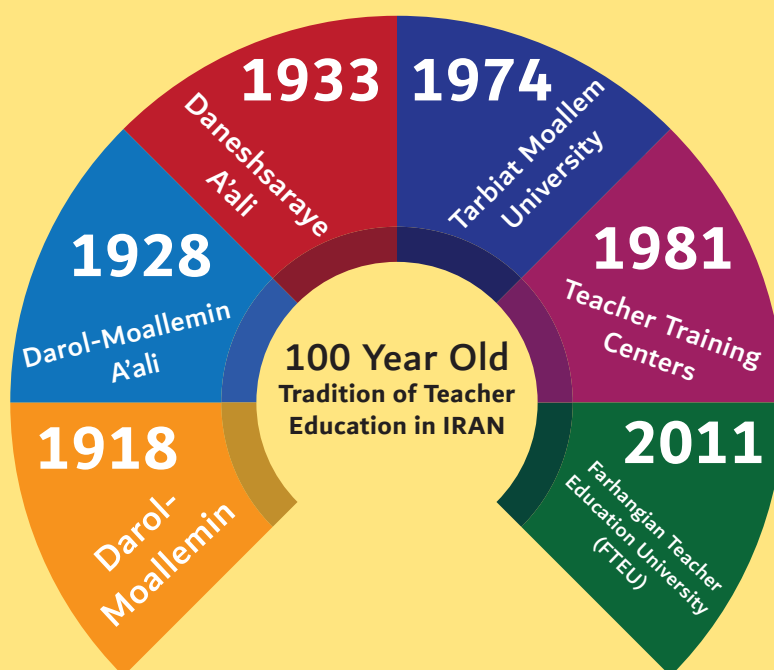 100 Year Old
Tradition of Teacher
Education in IRAN
1918
Darol-
Moallemin
1928
Darol-Moallemin
A'ali
1933
Daneshsaraye
A'ali
1974
Tarbiat Moallem
University
1981
Teacher Training
Centers
2011
Farhangian Teacher
Education University
(FTEU)